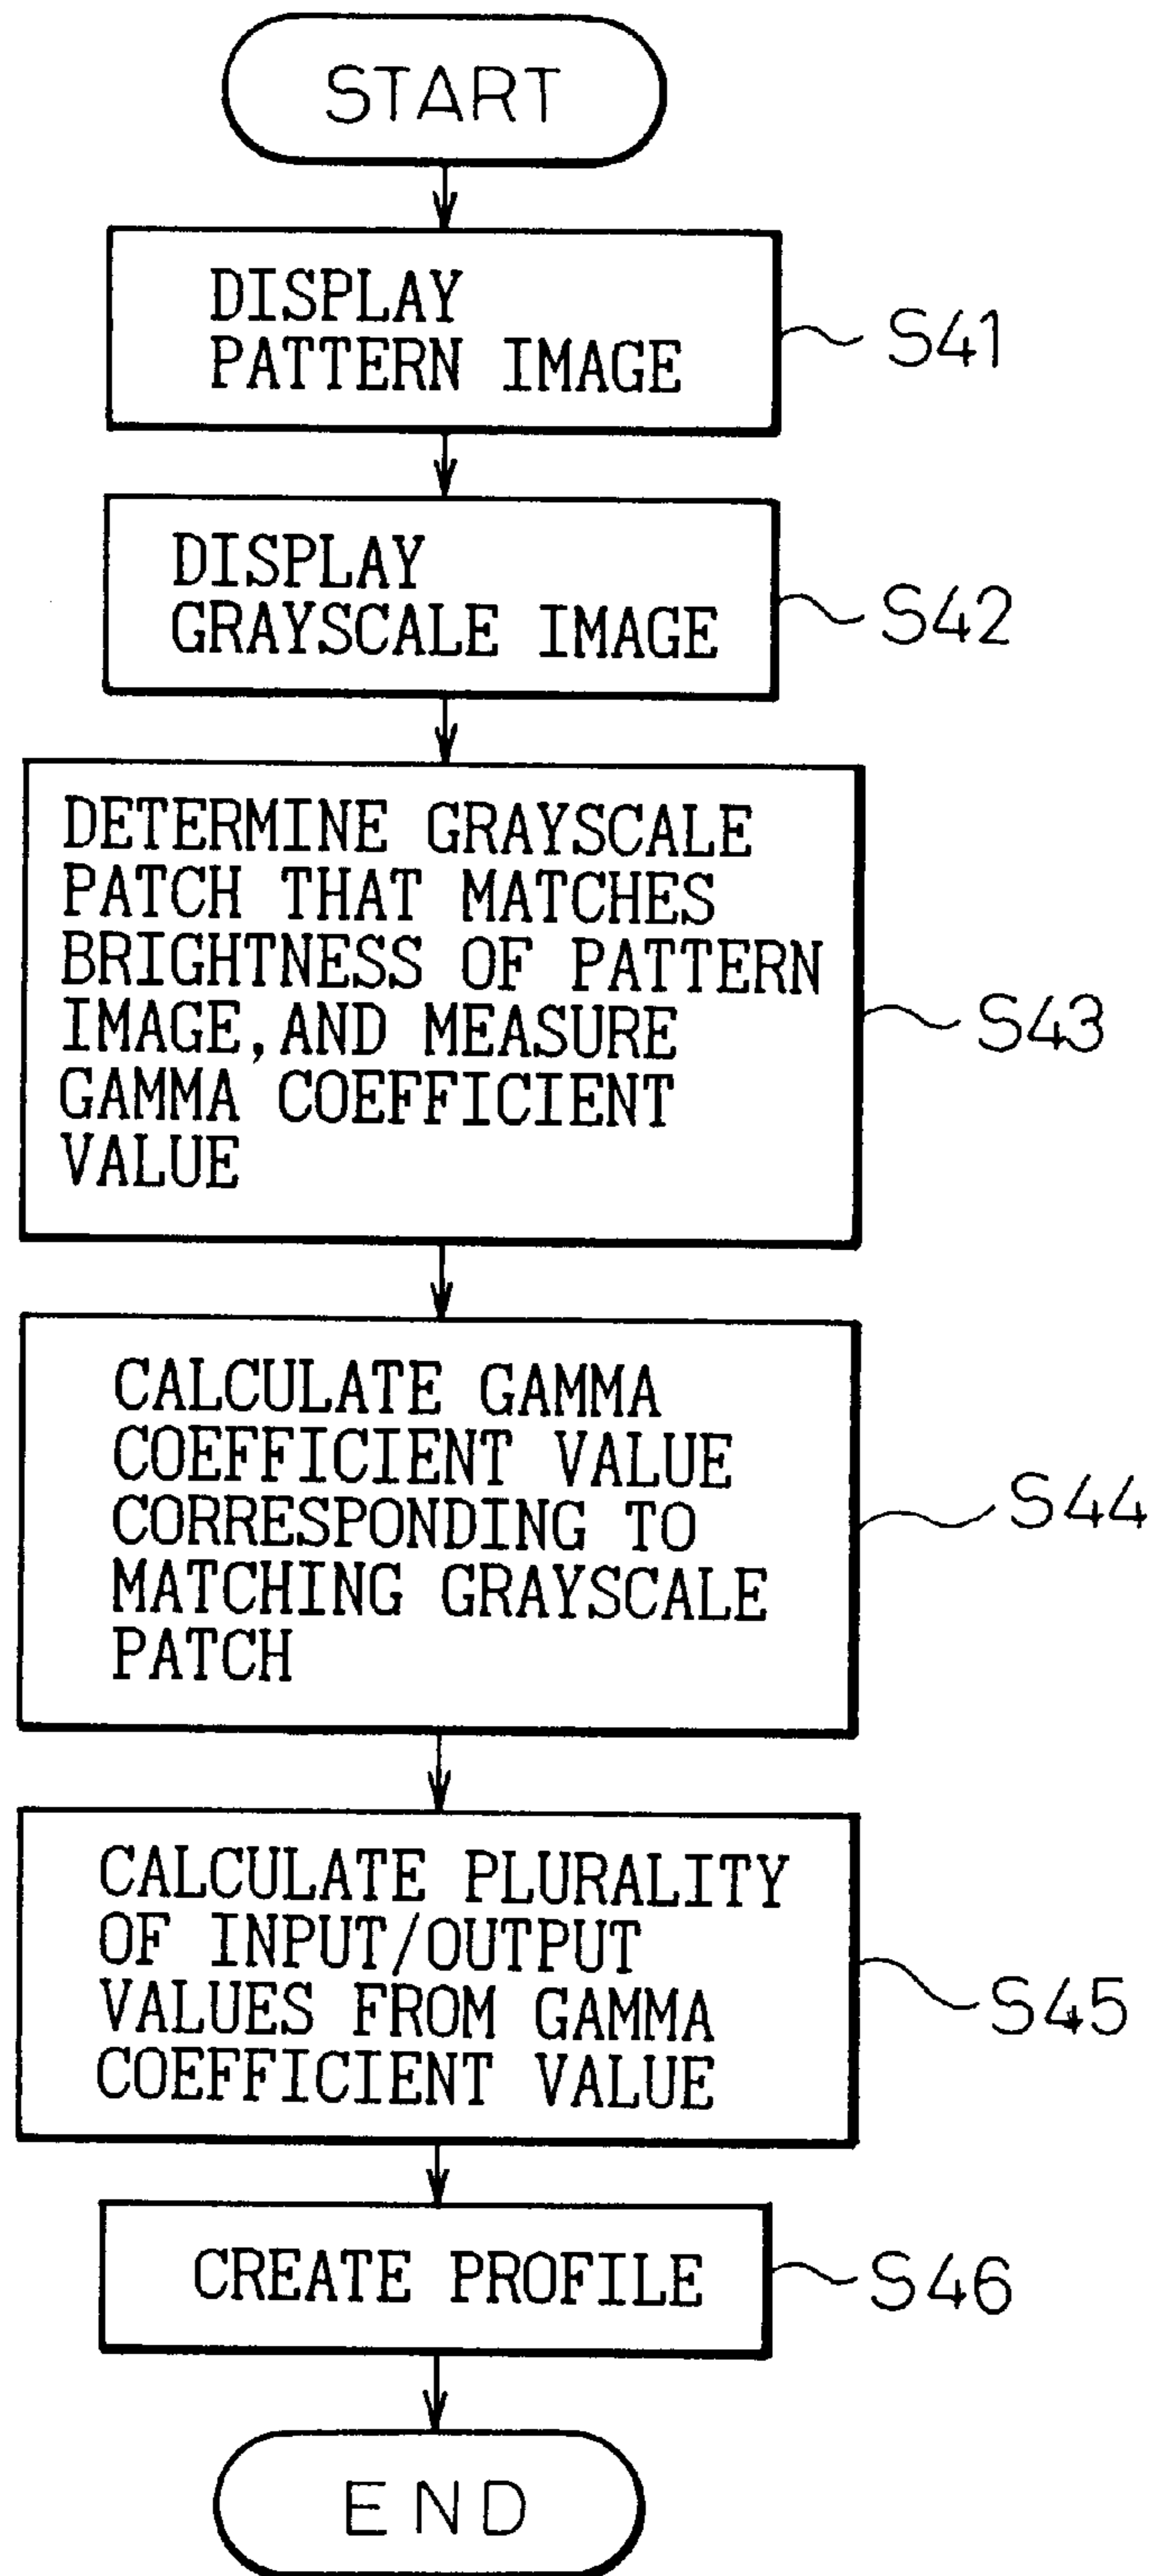 START
DISPLAY
PATTERN IMAGE
S41
DISPLAY
GRAYSCALE IMAGE
S42
DETERMINE GRAYSCALE
PATCH THAT MATCHES
BRIGHTNESS OF PATTERN
IMAGE, AND MEASURE
GAMMA COEFFICIENT
VALUE
S43
CALCULATE GAMMA
COEFFICIENT VALUE
CORRESPONDING TO
MATCHING GRAYSCALE
PATCH
S44
CALCULATE PLURALITY
OF INPUT/OUTPUT
VALUES FROM GAMMA
COEFFICIENT VALUE
S45
CREATE PROFILE
S46
END